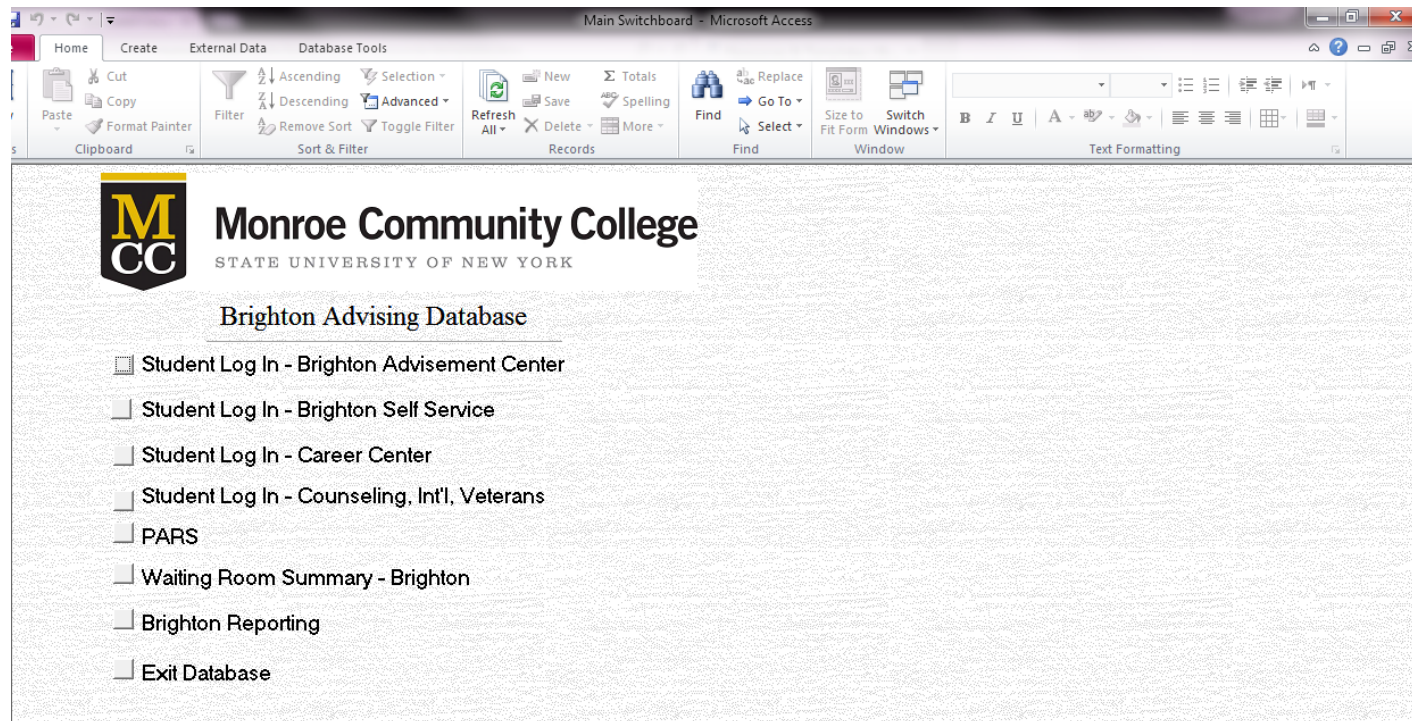 Main Switchboard - Microsoft Access
Home Create External Data Database Tools
Paste Cut Copy Format Painter
Clipboard
Filter Ascending Descending Remove Sort Selection Advanced Toggle Filter
Sort & Filter
Refresh All New Save Delete Totals Spelling More
Records
Find Replace Go To Select
Find
Size to Fit Form Switch Windows
Window
B I U A
Text Formatting
MCC
Monroe Community College
STATE UNIVERSITY OF NEW YORK
Brighton Advising Database
Student Log In - Brighton Advisement Center
Student Log In - Brighton Self Service
Student Log In - Career Center
Student Log In - Counseling, Int'l, Veterans
PARS
Waiting Room Summary - Brighton
Brighton Reporting
Exit Database